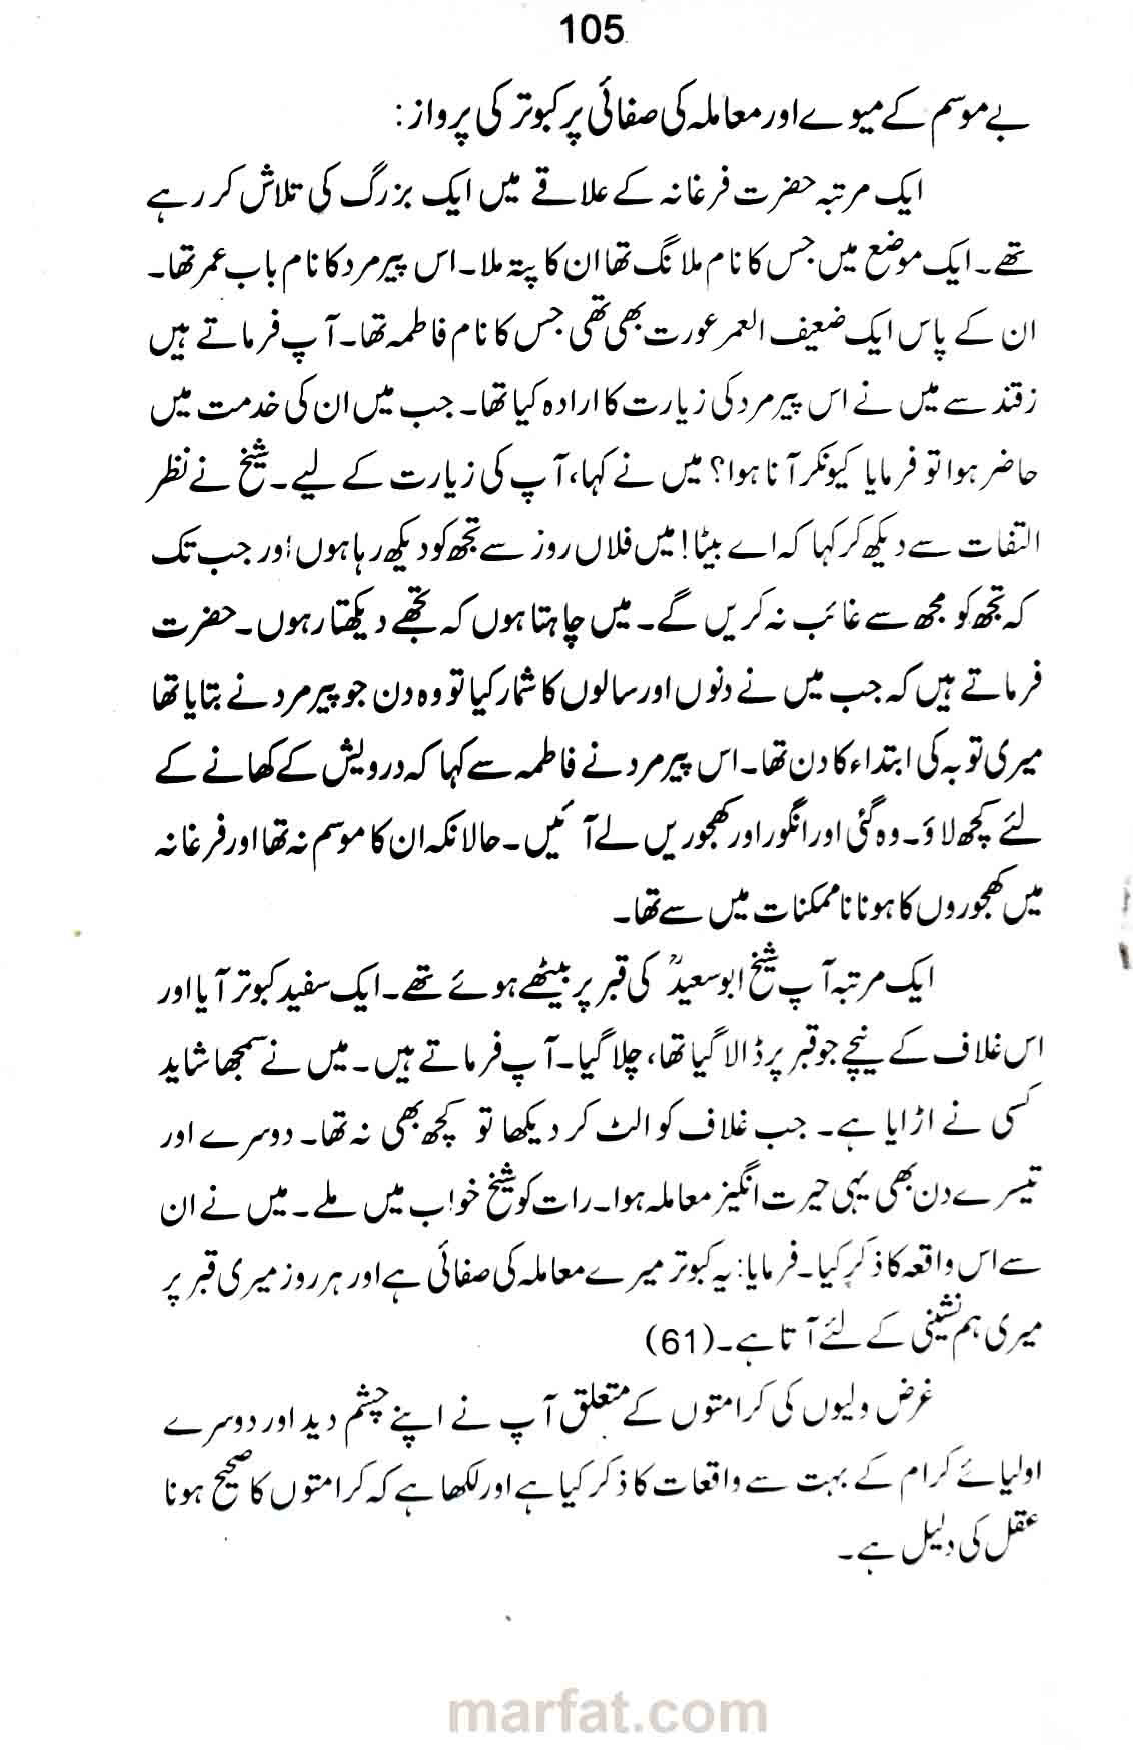 105
بے موسم کے میوے اور معاملہ کی صفائی پر کبوتر کی پرواز:
ایک مرتبہ حضرت فرغانہ کے علاقے میں ایک بزرگ کی تلاش کر رہے
تھے۔ ایک موضع میں جس کا نام ملانگ تھا ان کا پتہ ملا۔ اس پیر مرد کا نام باب عمر تھا۔
ان کے پاس ایک ضعیف العمر عورت بھی تھی جس کا نام فاطمہ تھا۔ آپ فرماتے ہیں
زقند سے میں نے اس پیر مرد کی زیارت کا ارادہ کیا تھا۔ جب میں ان کی خدمت میں
حاضر ہوا تو فرمایا کیونکر آنا ہوا؟ میں نے کہا، آپ کی زیارت کے لیے۔ شیخ نے نظر
التفات سے دیکھ کر کہا کہ اے بیٹا! میں فلاں روز سے تجھ کو دیکھ رہا ہوں اور جب تک
کہ تجھ کو مجھ سے غائب نہ کریں گے۔ میں چاہتا ہوں کہ تجھے دیکھتا رہوں۔ حضرت
فرماتے ہیں کہ جب میں نے دنوں اور سالوں کا شمار کیا تو وہ دن جو پیر مرد نے بتایا تھا
میری توبہ کی ابتداء کا دن تھا۔ اس پیر مرد نے فاطمہ سے کہا کہ درویش کے کھانے کے
لئے کچھ لاؤ۔ وہ گئی اور انگور اور کھجوریں لے آئیں۔ حالانکہ ان کا موسم نہ تھا اور فرغانہ
میں کھجوروں کا ہونا ناممکنات میں سے تھا۔
ایک مرتبہ آپ شیخ ابو سعیدؒ کی قبر پر بیٹھے ہوئے تھے۔ ایک سفید کبوتر آیا اور
اس غلاف کے نیچے جو قبر پر ڈالا گیا تھا، چلا گیا۔ آپ فرماتے ہیں۔ میں نے سمجھا شاید
کسی نے اڑایا ہے۔ جب غلاف کو الٹ کر دیکھا تو کچھ بھی نہ تھا۔ دوسرے اور
تیسرے دن بھی یہی حیرت انگیز معاملہ ہوا۔ رات کو شیخ خواب میں ملے۔ میں نے ان
سے اس واقعہ کا ذکر کیا۔ فرمایا: یہ کبوتر میرے معاملہ کی صفائی ہے اور ہر روز میری قبر پر
میری ہم نشینی کے لئے آتا ہے۔ (61)
غرض ولیوں کی کرامتوں کے متعلق آپ نے اپنے چشم دید اور دوسرے
اولیائے کرام کے بہت سے واقعات کا ذکر کیا ہے اور لکھا ہے کہ کرامتوں کا صحیح ہونا
عقل کی دلیل ہے۔
marfat.com